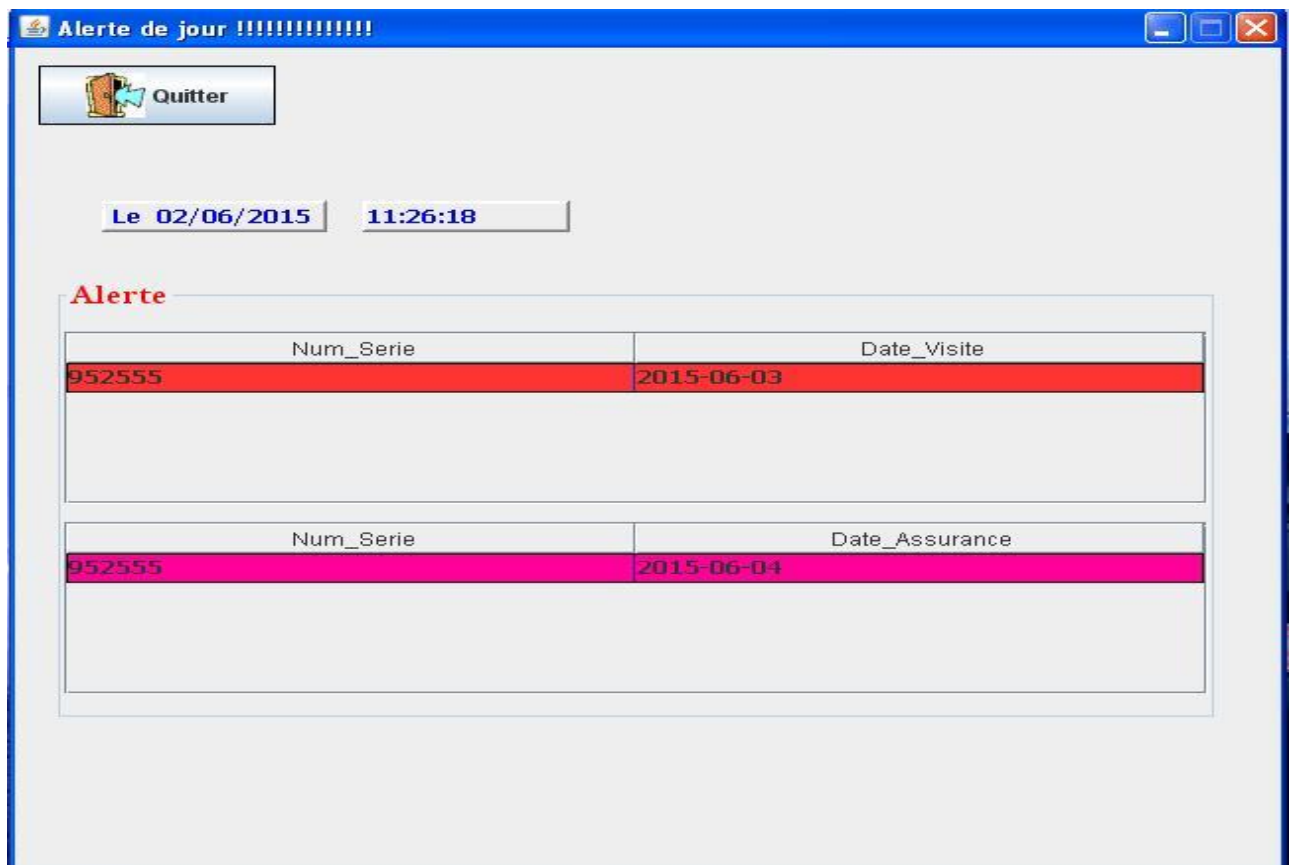 Alerte de jour !!!!!!!!!!!!!!
Quitter
Le 02/06/2015 11:26:18
Alerte
Num_Serie Date_Visite
952555 2015-06-03
Num_Serie Date_Assurance
952555 2015-06-04